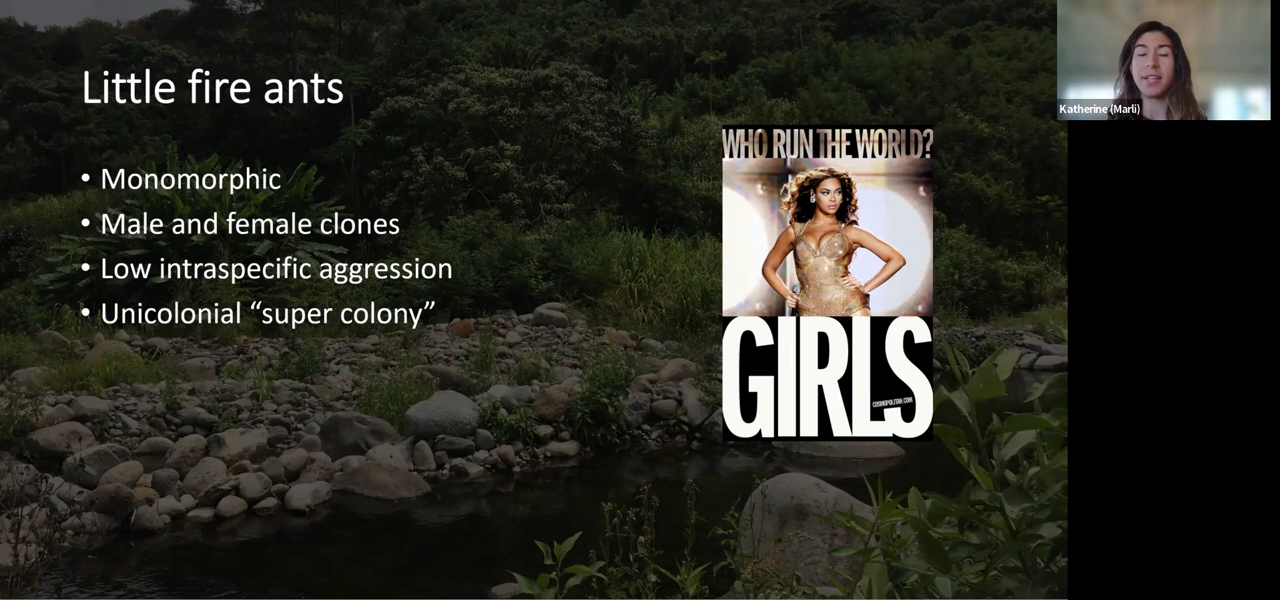 Little fire ants
• Monomorphic
• Male and female clones
• Low intraspecific aggression
• Unicolonial “super colony”
WHO RUN THE WORLD?
GIRLS
COSMOPOLITAN.COM
Katherine (Marli)